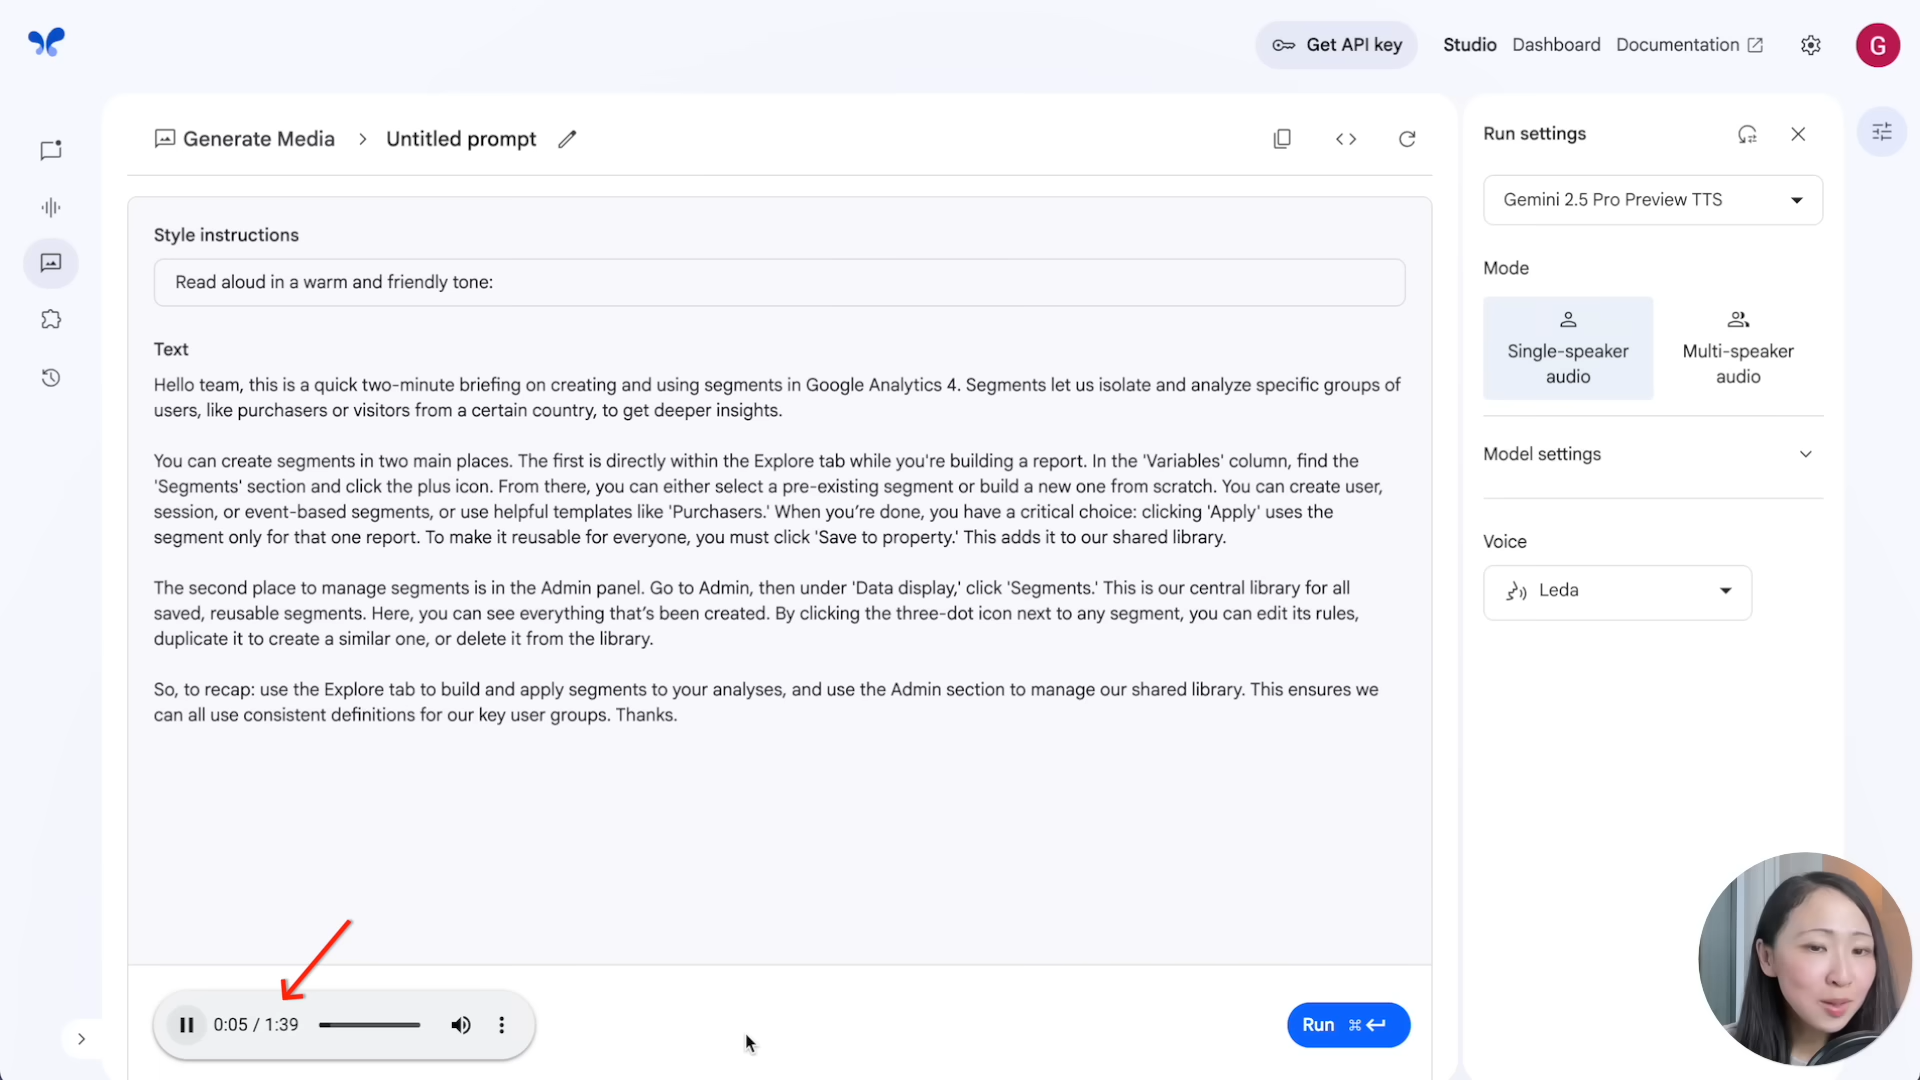 Get API key
Studio
Dashboard
Documentation
G
Generate Media
Untitled prompt
Style instructions
Read aloud in a warm and friendly tone:
Text
Hello team, this is a quick two-minute briefing on creating and using segments in Google Analytics 4. Segments let us isolate and analyze specific groups of
users, like purchasers or visitors from a certain country, to get deeper insights.
You can create segments in two main places. The first is directly within the Explore tab while you're building a report. In the 'Variables' column, find the
'Segments' section and click the plus icon. From there, you can either select a pre-existing segment or build a new one from scratch. You can create user,
session, or event-based segments, or use helpful templates like 'Purchasers.' When you’re done, you have a critical choice: clicking 'Apply' uses the
segment only for that one report. To make it reusable for everyone, you must click 'Save to property.' This adds it to our shared library.
The second place to manage segments is in the Admin panel. Go to Admin, then under 'Data display,' click 'Segments.' This is our central library for all
saved, reusable segments. Here, you can see everything that’s been created. By clicking the three-dot icon next to any segment, you can edit its rules,
duplicate it to create a similar one, or delete it from the library.
So, to recap: use the Explore tab to build and apply segments to your analyses, and use the Admin section to manage our shared library. This ensures we
can all use consistent definitions for our key user groups. Thanks.
0:05 / 1:39
Run ⌘
Run settings
Gemini 2.5 Pro Preview TTS
Mode
Single-speaker
audio
Multi-speaker
audio
Model settings
Voice
Leda